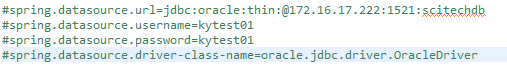 #spring.datasource.url=jdbc:oracle:thin:@172.16.17.222:1521:scitechdb
#spring.datasource.username=kytest01
#spring.datasource.password=kytest01
#spring.datasource.driver-class-name=oracle.jdbc.driver.OracleDriver